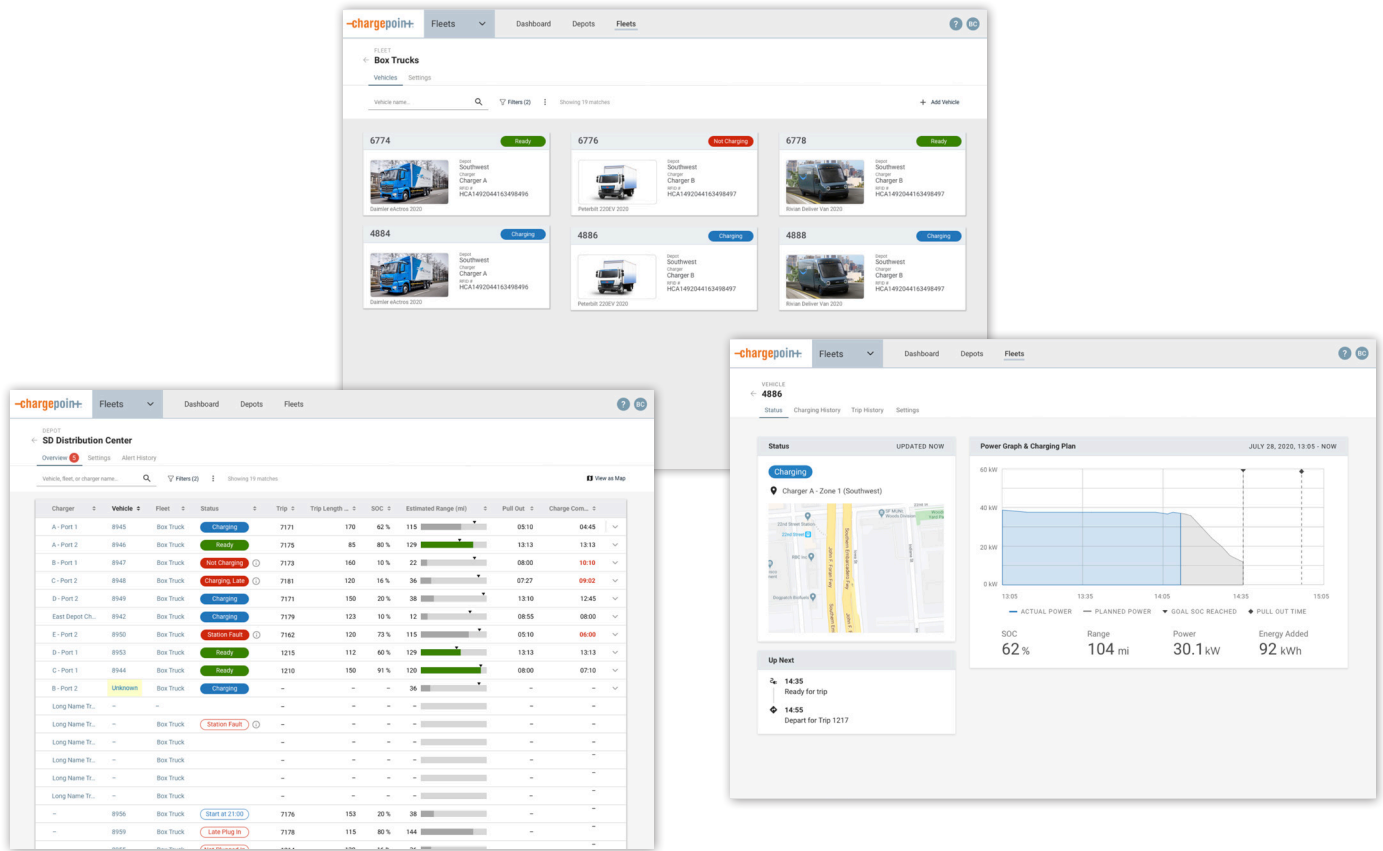 -chargepoin+.
Fleets
Dashboard
Depots
Fleets
?
BC
FLEET
Box Trucks
Vehicles
Settings
Vehicle name...
Filters (2)
Showing 19 matches
+ Add Vehicle
6774
Ready
Depot
Southwest
Charger
Charger A
RFID #
HCA1492044163498496
Daimler eActros 2020
6776
Not Charging
Depot
Southwest
Charger
Charger B
RFID #
HCA1492044163498497
Peterbilt 220EV 2020
6778
Ready
Depot
Southwest
Charger
Charger B
RFID #
HCA1492044163498497
Rivian Deliver Van 2020
4884
Charging
Depot
Southwest
Charger
Charger A
RFID #
HCA1492044163498496
Daimler eActros 2020
4886
Charging
Depot
Southwest
Charger
Charger B
RFID #
HCA1492044163498497
Peterbilt 220EV 2020
4888
Charging
Depot
Southwest
Charger
Charger B
RFID #
HCA1492044163498497
Rivian Deliver Van 2020
-chargepoin+.
Fleets
Dashboard
Depots
Fleets
?
BC
DEPOT
SD Distribution Center
Overview 5
Settings
Alert History
Vehicle, fleet, or charger name...
Filters (2)
Showing 19 matches
View as Map
Charger Vehicle Fleet Status Trip Trip Length ... SOC Estimated Range (mi) Pull Out Charge Com...
A - Port 1 8945 Box Truck Charging 7171 170 62 % 115 05:10 04:45
A - Port 2 8946 Box Truck Ready 7175 85 80 % 129 13:13 13:13
B - Port 1 8947 Box Truck Not Charging 7173 160 10 % 22 08:00 10:10
C - Port 2 8948 Box Truck Charging, Late 7181 120 16 % 36 07:27 09:02
D - Port 2 8949 Box Truck Charging 7171 150 20 % 38 13:10 12:45
East Depot Ch... 8942 Box Truck Charging 7179 123 10 % 12 08:55 08:00
E - Port 2 8950 Box Truck Station Fault 7162 120 73 % 115 05:10 06:00
D - Port 1 8953 Box Truck Ready 1215 112 60 % 129 13:13 13:13
C - Port 1 8944 Box Truck Ready 1210 150 91 % 120 08:00 07:10
B - Port 2 Unknown Box Truck Charging – – – 36 – –
Long Name Tr... – – – – – – – –
Long Name Tr... – Box Truck Station Fault – – – – – –
Long Name Tr... – Box Truck – – – – – –
Long Name Tr... – Box Truck – – – – – –
Long Name Tr... – Box Truck – – – – – –
Long Name Tr... – Box Truck – – – – – –
– 8956 Box Truck Start at 21:00 7176 153 20 % 38 – –
– 8959 Box Truck Late Plug In 7178 115 80 % 144 – –
-chargepoin+.
Fleets
Dashboard
Depots
Fleets
?
BC
VEHICLE
4886
Status
Charging History
Trip History
Settings
Status
UPDATED NOW
Charging
Charger A - Zone 1 (Southwest)
22nd Street Station
22nd Street
John F. Foran Fwy
Southern Embarcadero Fwy
Indiana St
Up Next
14:35
Ready for trip
14:55
Depart for Trip 1217
Power Graph & Charging Plan
JULY 28, 2020, 13:05 - NOW
60 kW
40 kW
20 kW
0 kW
13:05
13:35
14:05
14:35
15:05
ACTUAL POWER
PLANNED POWER
GOAL SOC REACHED
PULL OUT TIME
SOC
62 %
Range
104 mi
Power
30.1 kW
Energy Added
92 kWh